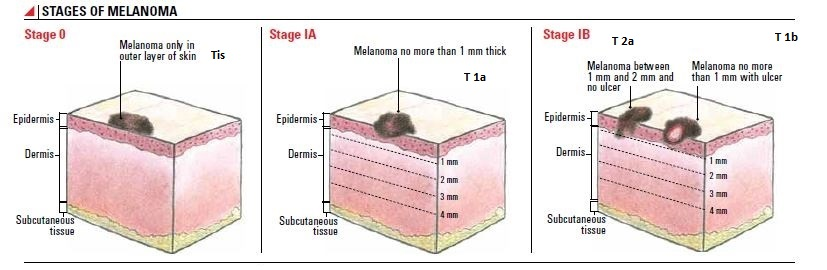 STAGES OF MELANOMA
Stage 0
Melanoma only in
outer layer of skin
Tis
Epidermis
Dermis
Subcutaneous
tissue
Stage IA
Melanoma no more than 1 mm thick
T 1a
Epidermis
Dermis
1 mm
2 mm
3 mm
4 mm
Subcutaneous
tissue
Stage IB
T 2a
T 1b
Melanoma between
1 mm and 2 mm and
no ulcer
Melanoma no more
than 1 mm with ulcer
Epidermis
Dermis
1 mm
2 mm
3 mm
4 mm
Subcutaneous
tissue